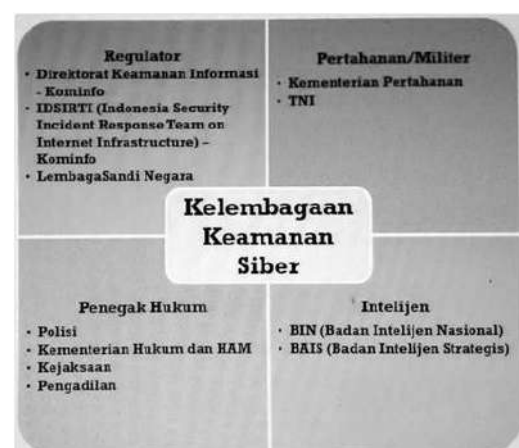 Regulator
• Direktorat Keamanan Informasi
- Kominfo
• IDSIRTI (Indonesia Security
Incident Response Team on
Internet Infrastructure) –
Kominfo
• LembagaSandi Negara
Pertahanan/Militer
• Kementerian Pertahanan
• TNI
Kelembagaan
Keamanan
Siber
Penegak Hukum
• Polisi
• Kementerian Hukum dan HAM
• Kejaksaan
• Pengadilan
Intelijen
• BIN (Badan Intelijen Nasional)
• BAIS (Badan Intelijen Strategis)